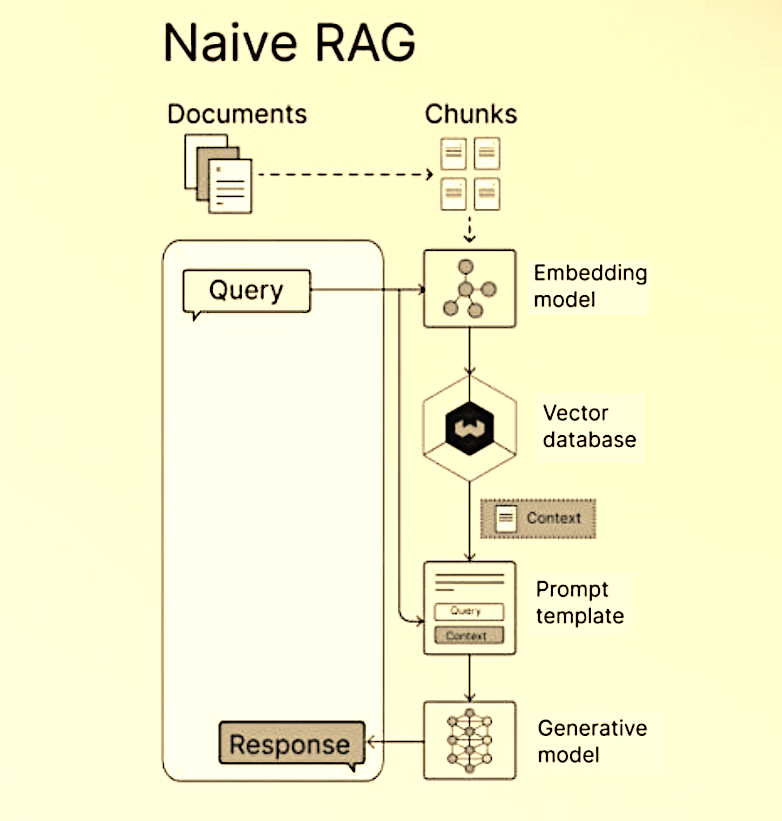 Naive RAG
Documents
Chunks
Query
Embedding
model
Vector
database
Context
Prompt
template
Query
Context
Generative
model
Response